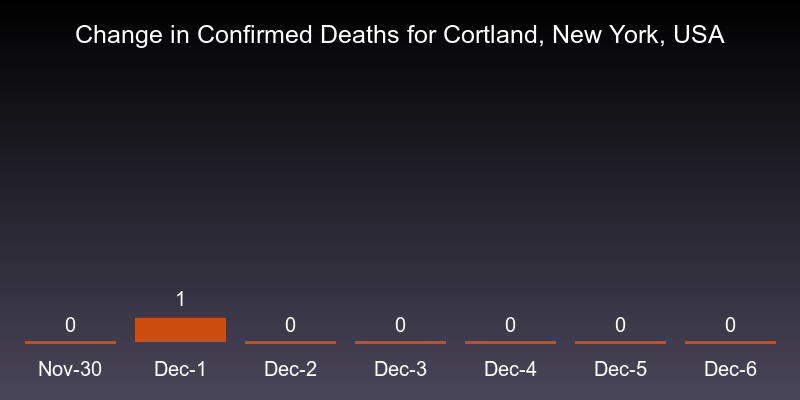 Change in Confirmed Deaths for Cortland, New York, USA
1
0 0 0 0 0 0
Nov-30 Dec-1 Dec-2 Dec-3 Dec-4 Dec-5 Dec-6